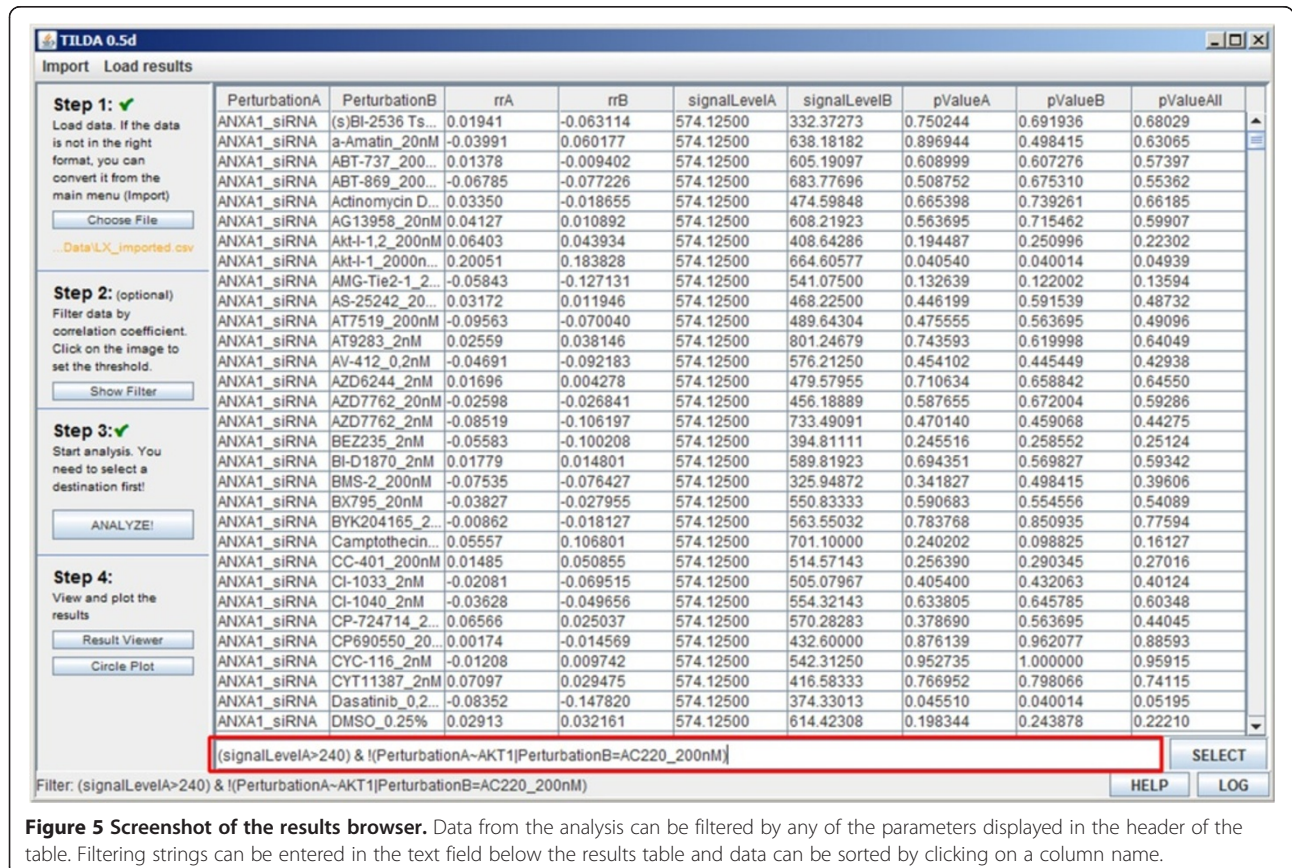 TILDA 0.5d
Import Load results
Step 1:
Load data. If the data
is not in the right
format, you can
convert it from the
main menu (Import)
Choose File
...Data\LX_imported.csv
Step 2: (optional)
Filter data by
correlation coefficient.
Click on the image to
set the threshold.
Show Filter
Step 3:
Start analysis. You
need to select a
destination first!
ANALYZE!
Step 4:
View and plot the
results
Result Viewer
Circle Plot
PerturbationA PerturbationB rrA rrB signalLevelA signalLevelB pValueA pValueB pValueAll
ANXA1_siRNA (s)BI-2536 Ts... 0.01941 -0.063114 574.12500 332.37273 0.750244 0.691936 0.68029
ANXA1_siRNA a-Amatin_20nM -0.03991 0.060177 574.12500 638.18182 0.896944 0.498415 0.63065
ANXA1_siRNA ABT-737_200... 0.01378 -0.009402 574.12500 605.19097 0.608999 0.607276 0.57397
ANXA1_siRNA ABT-869_200... -0.06785 -0.077226 574.12500 683.77696 0.508752 0.675310 0.55362
ANXA1_siRNA Actinomycin D... 0.03350 -0.018655 574.12500 474.59848 0.665398 0.739261 0.66185
ANXA1_siRNA AG13958_20nM 0.04127 0.010892 574.12500 608.21923 0.563695 0.715462 0.59907
ANXA1_siRNA Akt-I-1,2_200nM 0.06403 0.043934 574.12500 408.64286 0.194487 0.250996 0.22302
ANXA1_siRNA Akt-I-1_2000n... 0.20051 0.183828 574.12500 664.60577 0.040540 0.040014 0.04939
ANXA1_siRNA AMG-Tie2-1_2... -0.05843 -0.127131 574.12500 541.07500 0.132639 0.122002 0.13594
ANXA1_siRNA AS-25242_20... 0.03172 0.011946 574.12500 468.22500 0.446199 0.591539 0.48732
ANXA1_siRNA AT7519_200nM -0.09563 -0.070040 574.12500 489.64304 0.475555 0.563695 0.49096
ANXA1_siRNA AT9283_2nM 0.02559 0.038146 574.12500 801.24679 0.743593 0.619998 0.64049
ANXA1_siRNA AV-412_0,2nM -0.04691 -0.092183 574.12500 576.21250 0.454102 0.445449 0.42938
ANXA1_siRNA AZD6244_2nM 0.01696 0.004278 574.12500 479.57955 0.710634 0.658842 0.64550
ANXA1_siRNA AZD7762_20nM -0.02598 -0.026841 574.12500 456.18889 0.587655 0.672004 0.59286
ANXA1_siRNA AZD7762_2nM -0.08519 -0.106197 574.12500 733.49091 0.470140 0.459068 0.44275
ANXA1_siRNA BEZ235_2nM -0.05583 -0.100208 574.12500 394.81111 0.245516 0.258552 0.25124
ANXA1_siRNA BI-D1870_2nM 0.01779 0.014801 574.12500 589.81923 0.694351 0.569827 0.59342
ANXA1_siRNA BMS-2_200nM -0.07535 -0.076427 574.12500 325.94872 0.341827 0.498415 0.39606
ANXA1_siRNA BX795_20nM -0.03827 -0.027955 574.12500 550.83333 0.590683 0.554556 0.54089
ANXA1_siRNA BYK204165_2... -0.00862 -0.018127 574.12500 563.55032 0.783768 0.850935 0.77594
ANXA1_siRNA Camptothecin... 0.05557 0.106801 574.12500 701.10000 0.240202 0.098825 0.16127
ANXA1_siRNA CC-401_200nM 0.01485 0.050855 574.12500 514.57143 0.256390 0.290345 0.27016
ANXA1_siRNA CI-1033_2nM -0.02081 -0.069515 574.12500 505.07967 0.405400 0.432063 0.40124
ANXA1_siRNA CI-1040_2nM -0.03628 -0.049656 574.12500 554.32143 0.633805 0.645785 0.60348
ANXA1_siRNA CP-724714_2... 0.06566 0.025037 574.12500 570.28283 0.378690 0.563695 0.44045
ANXA1_siRNA CP690550_20... 0.00174 -0.014569 574.12500 432.60000 0.876139 0.962077 0.88593
ANXA1_siRNA CYC-116_2nM -0.01208 0.009742 574.12500 542.31250 0.952735 1.000000 0.95915
ANXA1_siRNA CYT11387_2nM 0.07097 0.029475 574.12500 416.58333 0.766952 0.798066 0.74115
ANXA1_siRNA Dasatinib_0,2... -0.08352 -0.147820 574.12500 374.33013 0.045510 0.040014 0.05195
ANXA1_siRNA DMSO_0.25% 0.02913 0.032161 574.12500 614.42308 0.198344 0.243878 0.22210
(signalLevelA>240) & !(PerturbationA~AKT1|PerturbationB=AC220_200nM)
SELECT
Filter: (signalLevelA>240) & !(PerturbationA~AKT1|PerturbationB=AC220_200nM)
HELP LOG
Figure 5 Screenshot of the results browser. Data from the analysis can be filtered by any of the parameters displayed in the header of the
table. Filtering strings can be entered in the text field below the results table and data can be sorted by clicking on a column name.